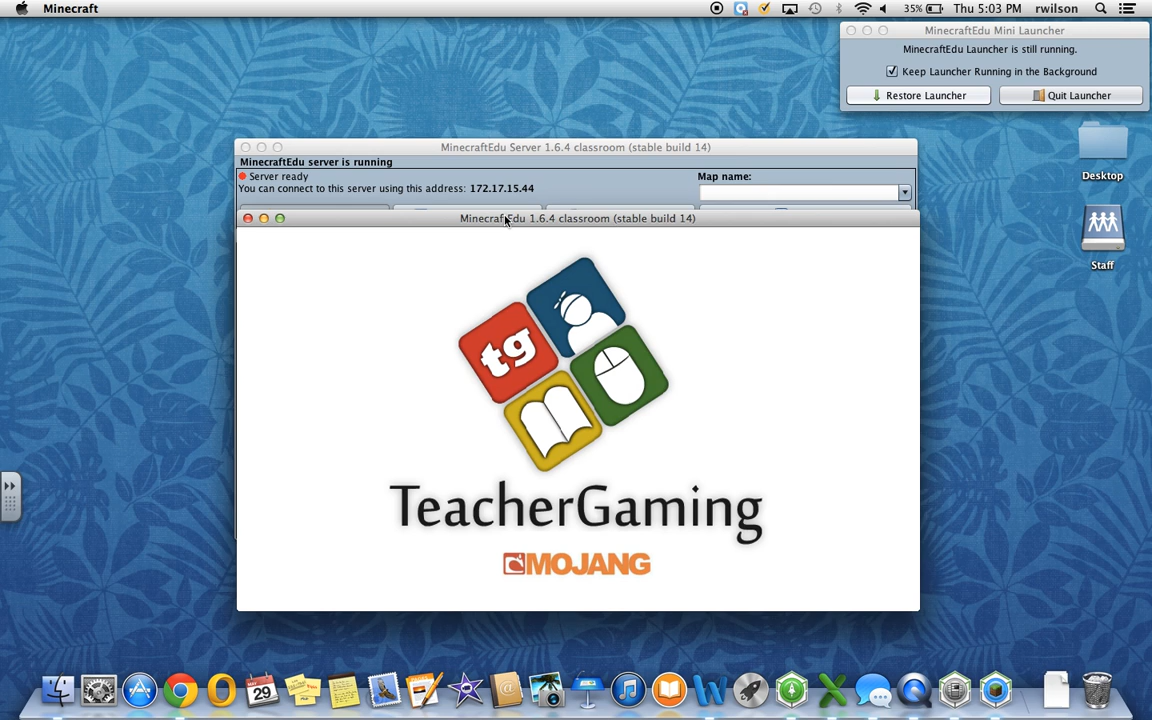 Minecraft
35%
Thu 5:03 PM
rwilson
MinecraftEdu Mini Launcher
MinecraftEdu Launcher is still running.
Keep Launcher Running in the Background
Restore Launcher
Quit Launcher
Desktop
Staff
MinecraftEdu Server 1.6.4 classroom (stable build 14)
MinecraftEdu server is running
Server ready
You can connect to this server using this address: 172.17.15.44
Map name:
MinecraftEdu 1.6.4 classroom (stable build 14)
tg
TeacherGaming
MOJANG
MAY
29